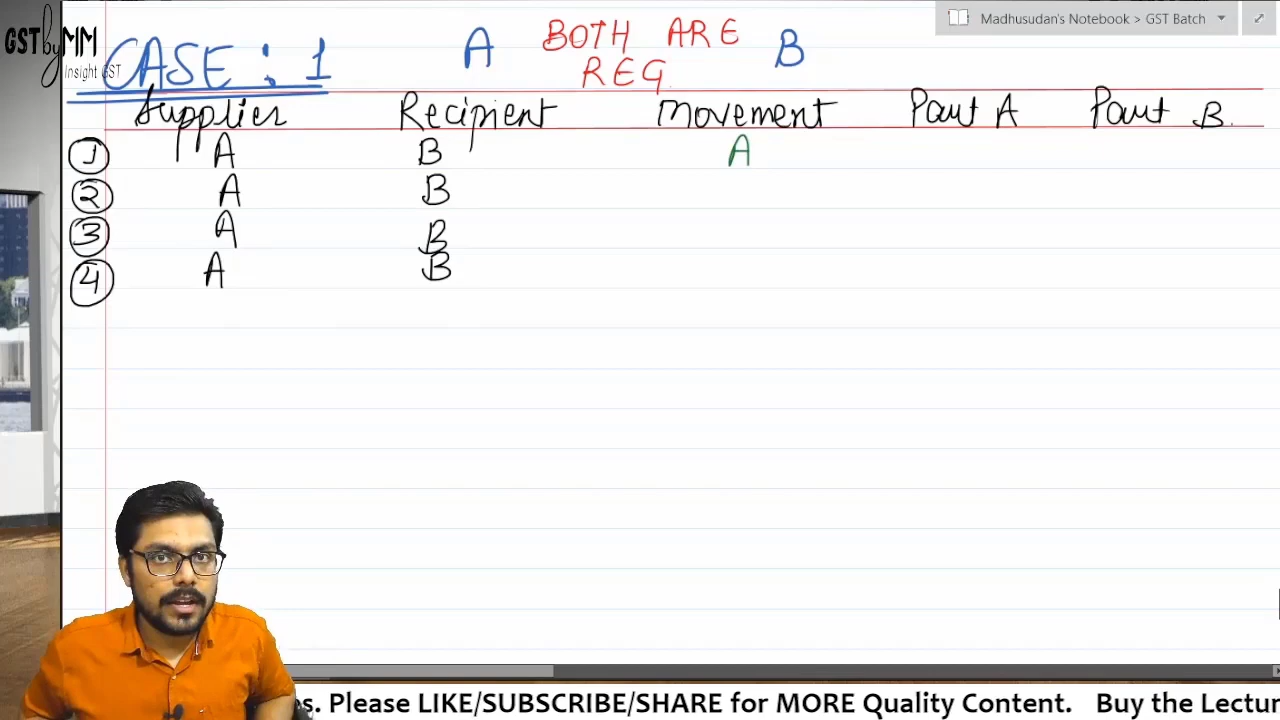 Madhusudan's Notebook > GST Batch
GST by MM
Insight GST
CASE : 1 A BOTH ARE REG B
Supplier Recipient Movement Part A Part B.
1 A B A
2 A B
3 A B
4 A B
s. Please LIKE/SUBSCRIBE/SHARE for MORE Quality Content. Buy the Lectur